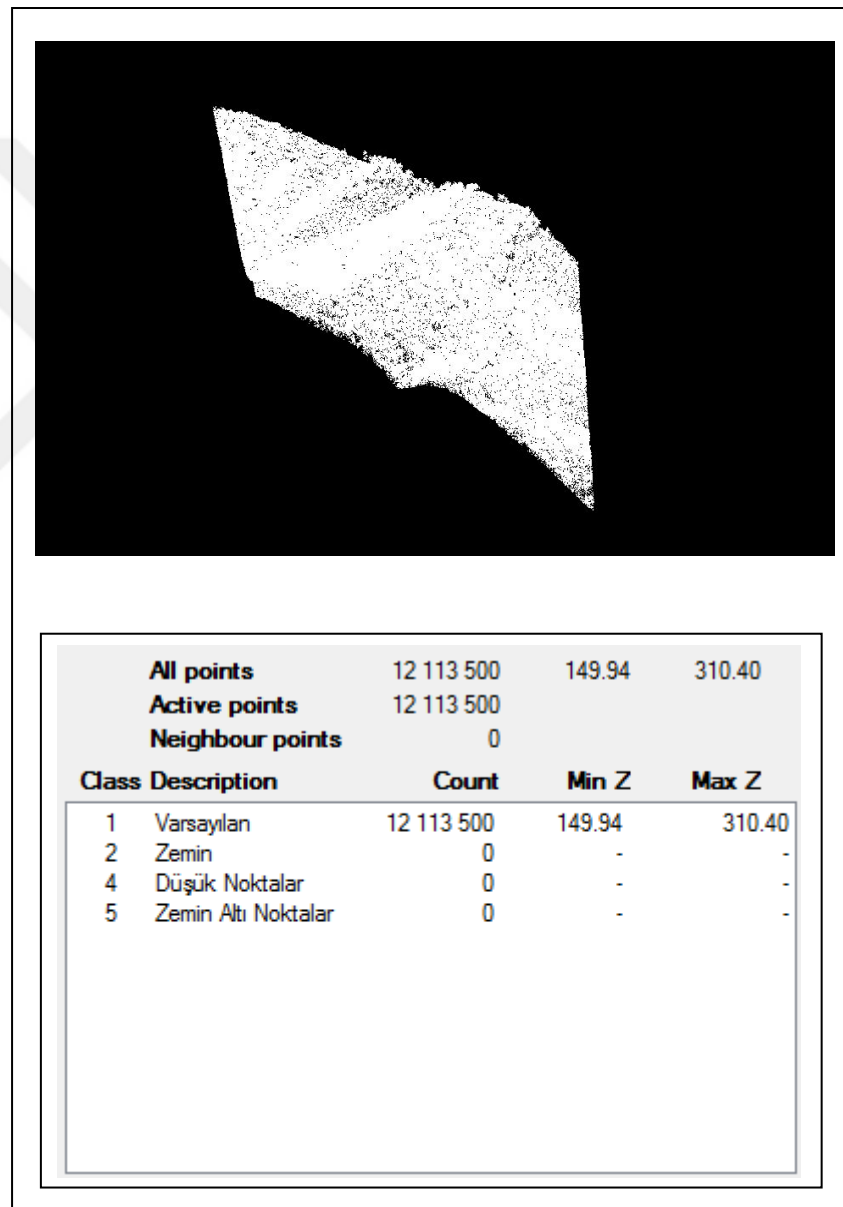 All points 12 113 500 149.94 310.40
Active points 12 113 500
Neighbour points 0
Class Description Count Min Z Max Z
1 Varsayılan 12 113 500 149.94 310.40
2 Zemin 0 - -
4 Düşük Noktalar 0 - -
5 Zemin Altı Noktalar 0 - -